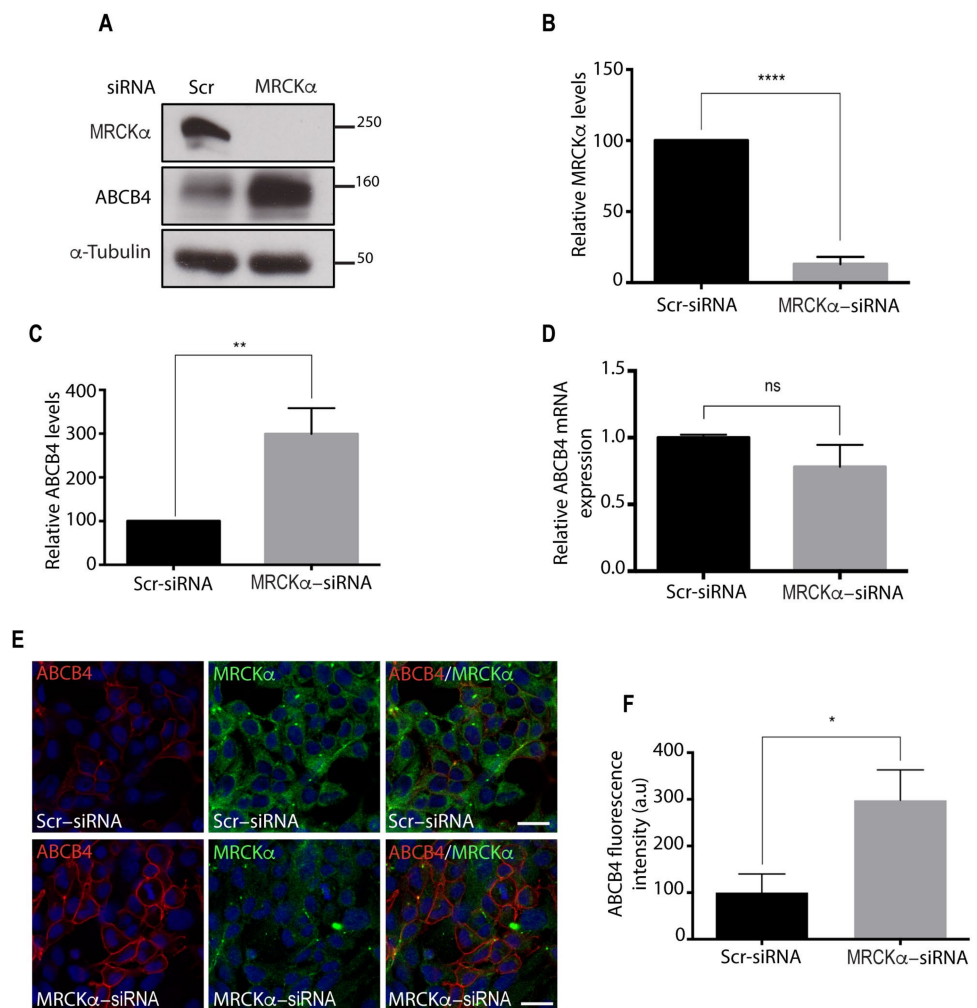 A
siRNA Scr MRCKα
MRCKα 250
ABCB4 160
α-Tubulin 50
B
Relative MRCKα levels
150
100
50
0
****
Scr-siRNA MRCKα–siRNA
C
Relative ABCB4 levels
400
300
200
100
0
**
Scr-siRNA MRCKα–siRNA
D
Relative ABCB4 mRNA
expression
1.5
1.0
0.5
0.0
ns
Scr-siRNA MRCKα–siRNA
E
ABCB4 MRCKα ABCB4/MRCKα
Scr–siRNA Scr–siRNA Scr–siRNA
ABCB4 MRCKα ABCB4/MRCKα
MRCKα–siRNA MRCKα–siRNA MRCKα–siRNA
F
ABCB4 fluorescence
intensity (a.u)
400
300
200
100
0
*
Scr-siRNA MRCKα–siRNA